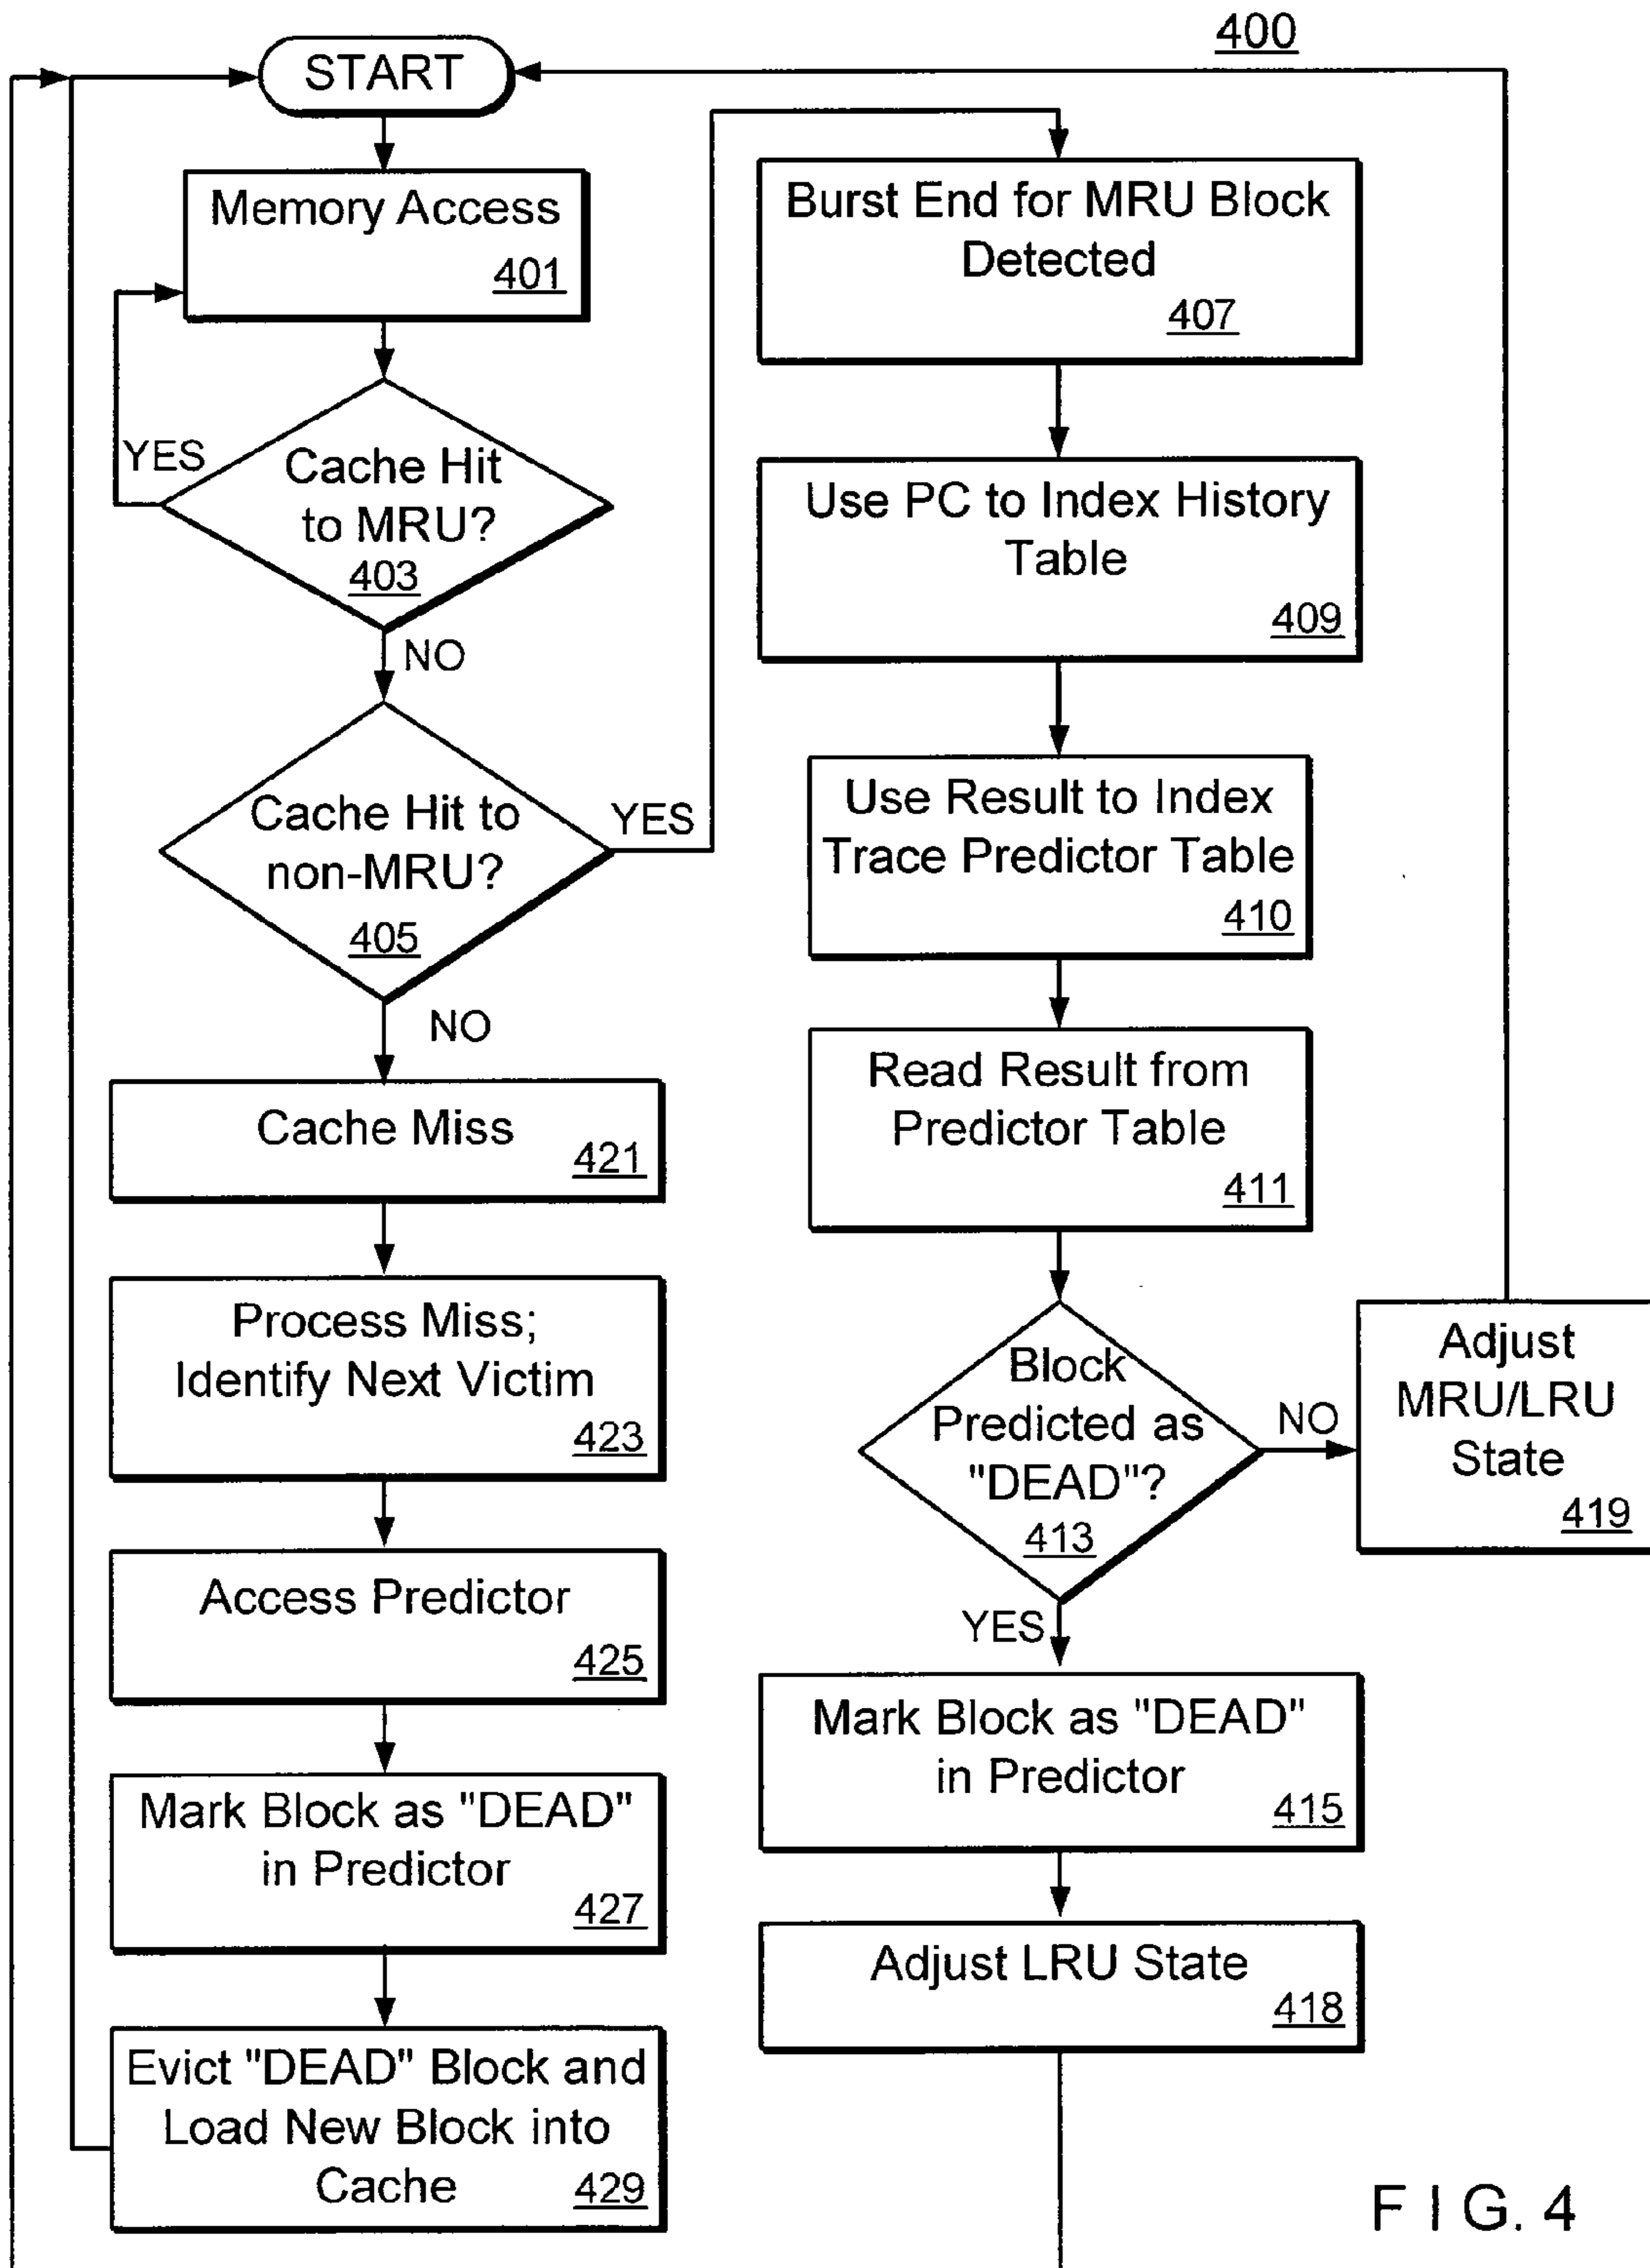 400
START
Memory Access
401
YES
Cache Hit
to MRU?
403
NO
Cache Hit to
non-MRU?
405
YES
NO
Cache Miss
421
Process Miss;
Identify Next Victim
423
Access Predictor
425
Mark Block as "DEAD"
in Predictor
427
Evict "DEAD" Block and
Load New Block into
Cache
429
Burst End for MRU Block
Detected
407
Use PC to Index History
Table
409
Use Result to Index
Trace Predictor Table
410
Read Result from
Predictor Table
411
Block
Predicted as
"DEAD"?
413
NO
Adjust
MRU/LRU
State
419
YES
Mark Block as "DEAD"
in Predictor
415
Adjust LRU State
418
F I G. 4